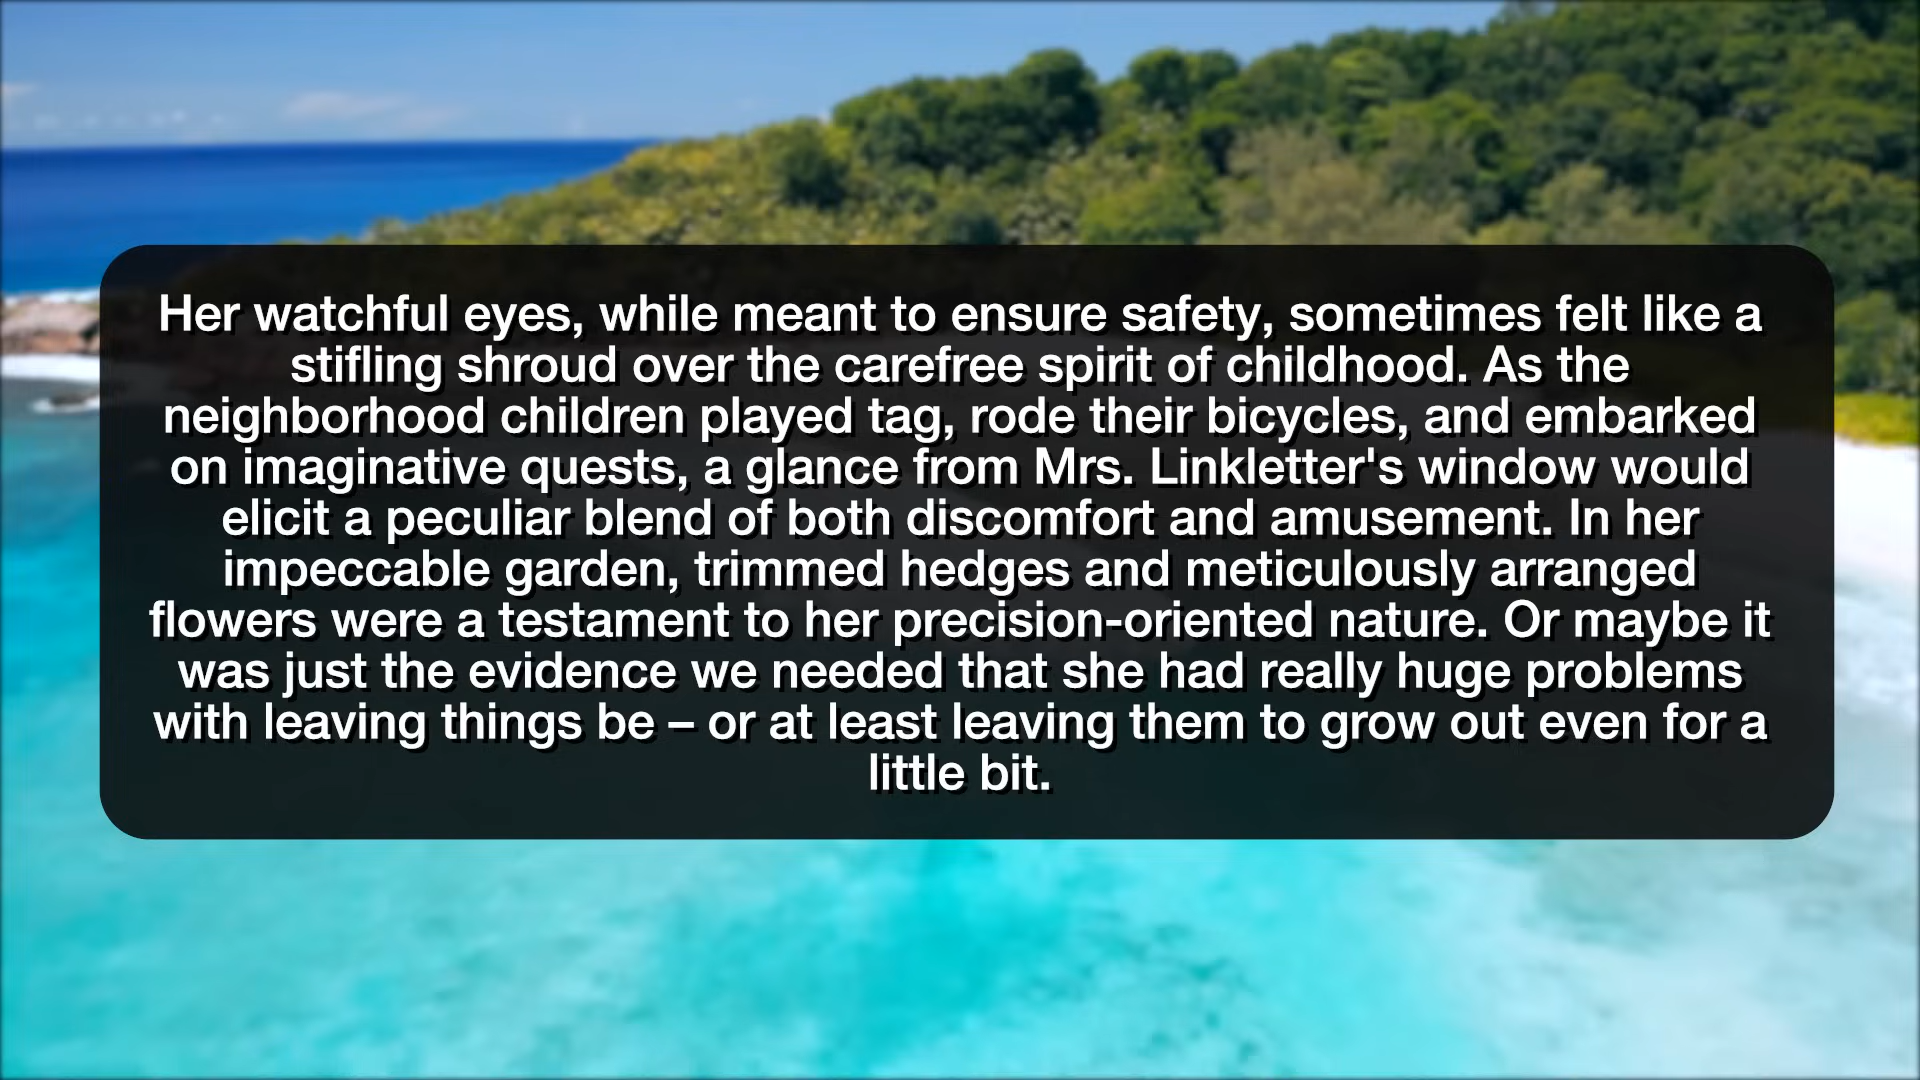 Her watchful eyes, while meant to ensure safety, sometimes felt like a
stifling shroud over the carefree spirit of childhood. As the
neighborhood children played tag, rode their bicycles, and embarked
on imaginative quests, a glance from Mrs. Linkletter's window would
elicit a peculiar blend of both discomfort and amusement. In her
impeccable garden, trimmed hedges and meticulously arranged
flowers were a testament to her precision-oriented nature. Or maybe it
was just the evidence we needed that she had really huge problems
with leaving things be – or at least leaving them to grow out even for a
little bit.